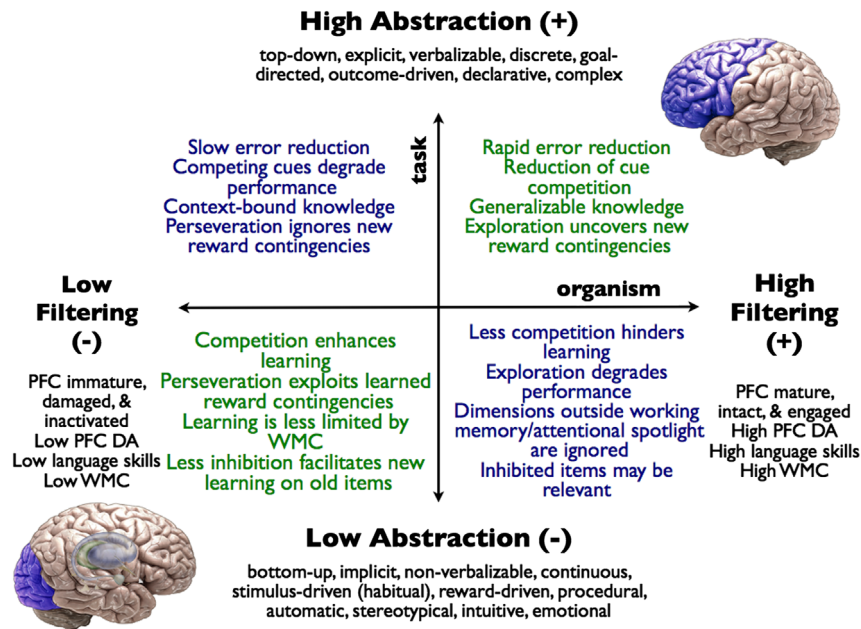 High Abstraction (+)
top-down, explicit, verbalizable, discrete, goal-
directed, outcome-driven, declarative, complex
task
Slow error reduction
Competing cues degrade
performance
Context-bound knowledge
Perseveration ignores new
reward contingencies
Rapid error reduction
Reduction of cue
competition
Generalizable knowledge
Exploration uncovers new
reward contingencies
Low
Filtering
(-)
PFC immature,
damaged, &
inactivated
Low PFC DA
Low language skills
Low WMC
organism
High
Filtering
(+)
PFC mature,
intact, & engaged
High PFC DA
High language skills
High WMC
Competition enhances
learning
Perseveration exploits learned
reward contingencies
Learning is less limited by
WMC
Less inhibition facilitates new
learning on old items
Less competition hinders
learning
Exploration degrades
performance
Dimensions outside working
memory/attentional spotlight
are ignored
Inhibited items may be
relevant
Low Abstraction (-)
bottom-up, implicit, non-verbalizable, continuous,
stimulus-driven (habitual), reward-driven, procedural,
automatic, stereotypical, intuitive, emotional